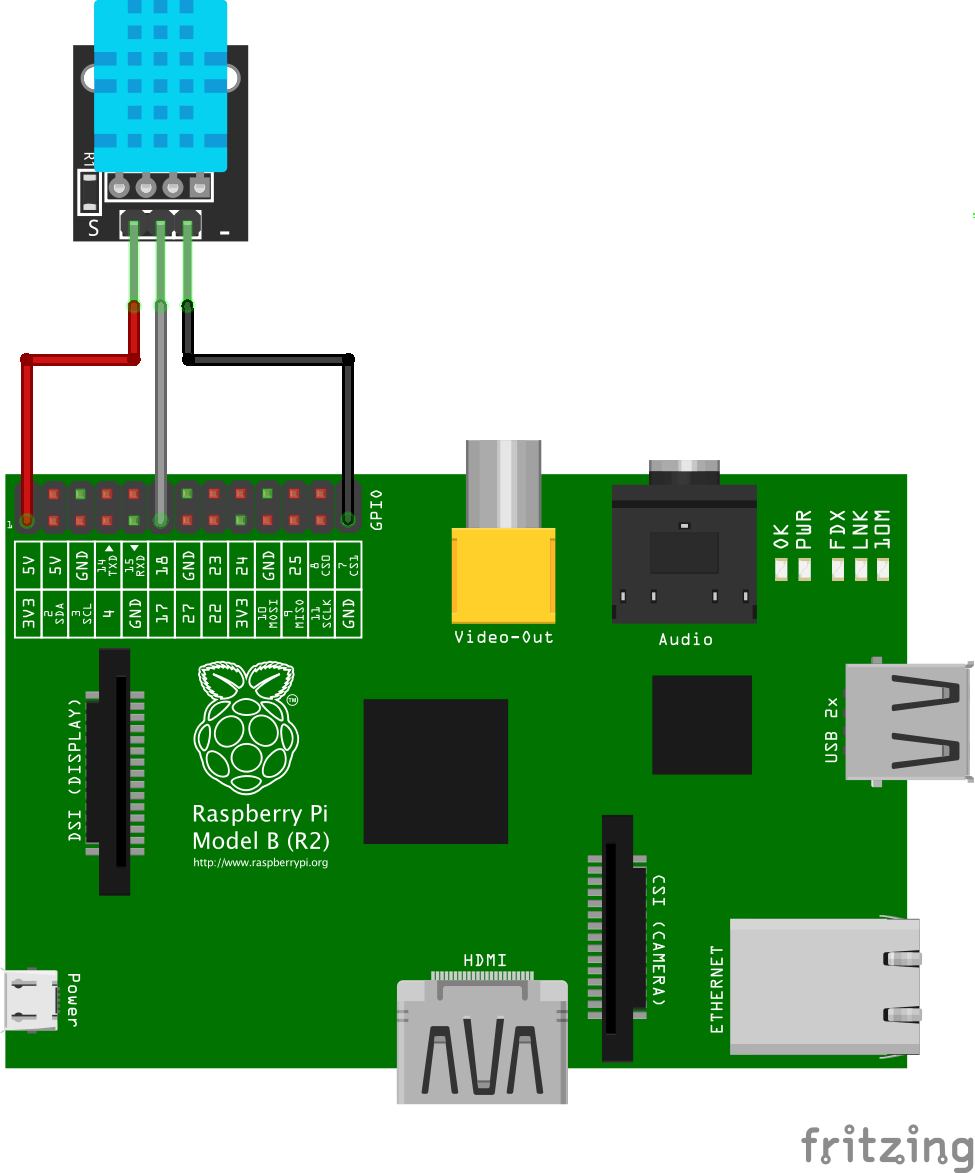 R1
S -
GPIO
1
5V 5V GND 14 TXD 15 RXD 18 GND 23 24 GND 25 8 CS0 7 CS1
3V3 2 SDA 3 SCL 4 GND 17 27 22 3V3 10 MOSI 9 MISO 11 SCLK GND
OK PWR FDX LNK 10M
Video-Out
Audio
USB 2x
DSI (DISPLAY)
TM
Raspberry Pi
Model B (R2)
http://www.raspberrypi.org
CSI (CAMERA)
Power
HDMI
ETHERNET
fritzing